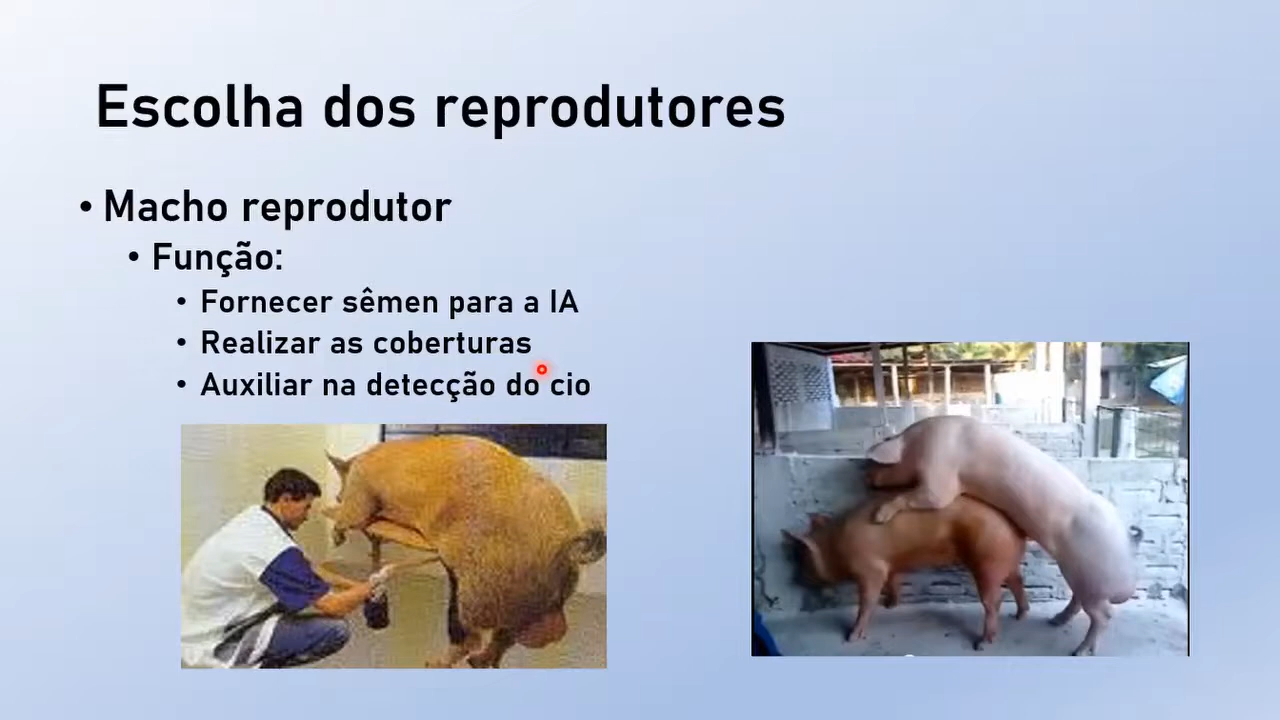 Escolha dos reprodutores
• Macho reprodutor
• Função:
• Fornecer sêmen para a IA
• Realizar as coberturas
• Auxiliar na detecção do cio